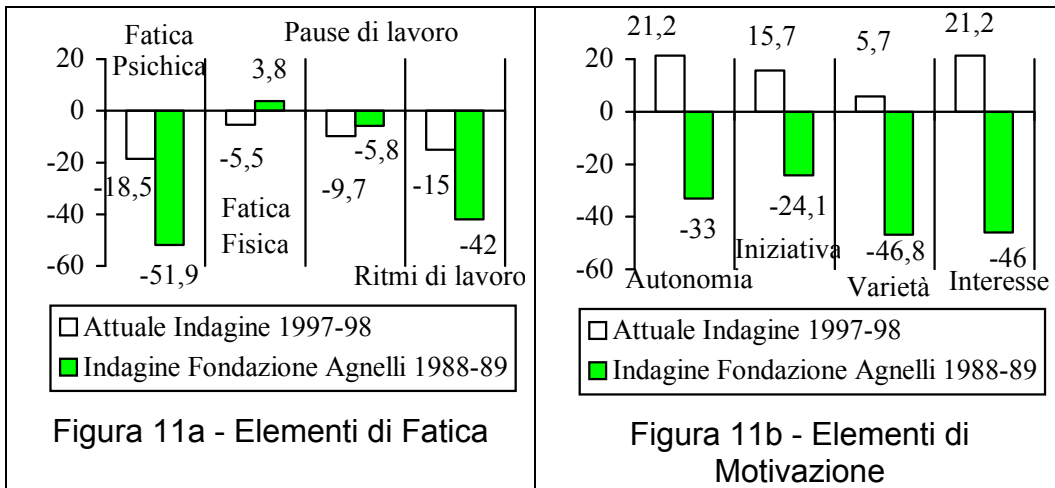 Fatica
Psichica
Pause di lavoro
20
0
-20
-40
-60
3,8
-18,5
-51,9
-5,5
-9,7
-5,8
-15
-42
Fatica
Fisica
Ritmi di lavoro
Attuale Indagine 1997-98
Indagine Fondazione Agnelli 1988-89
Figura 11a - Elementi di Fatica
21,2
15,7
5,7
21,2
20
0
-20
-40
-60
-33
-24,1
-46,8
-46
Autonomia
Iniziativa
Varietà
Interesse
Attuale Indagine 1997-98
Indagine Fondazione Agnelli 1988-89
Figura 11b - Elementi di
Motivazione